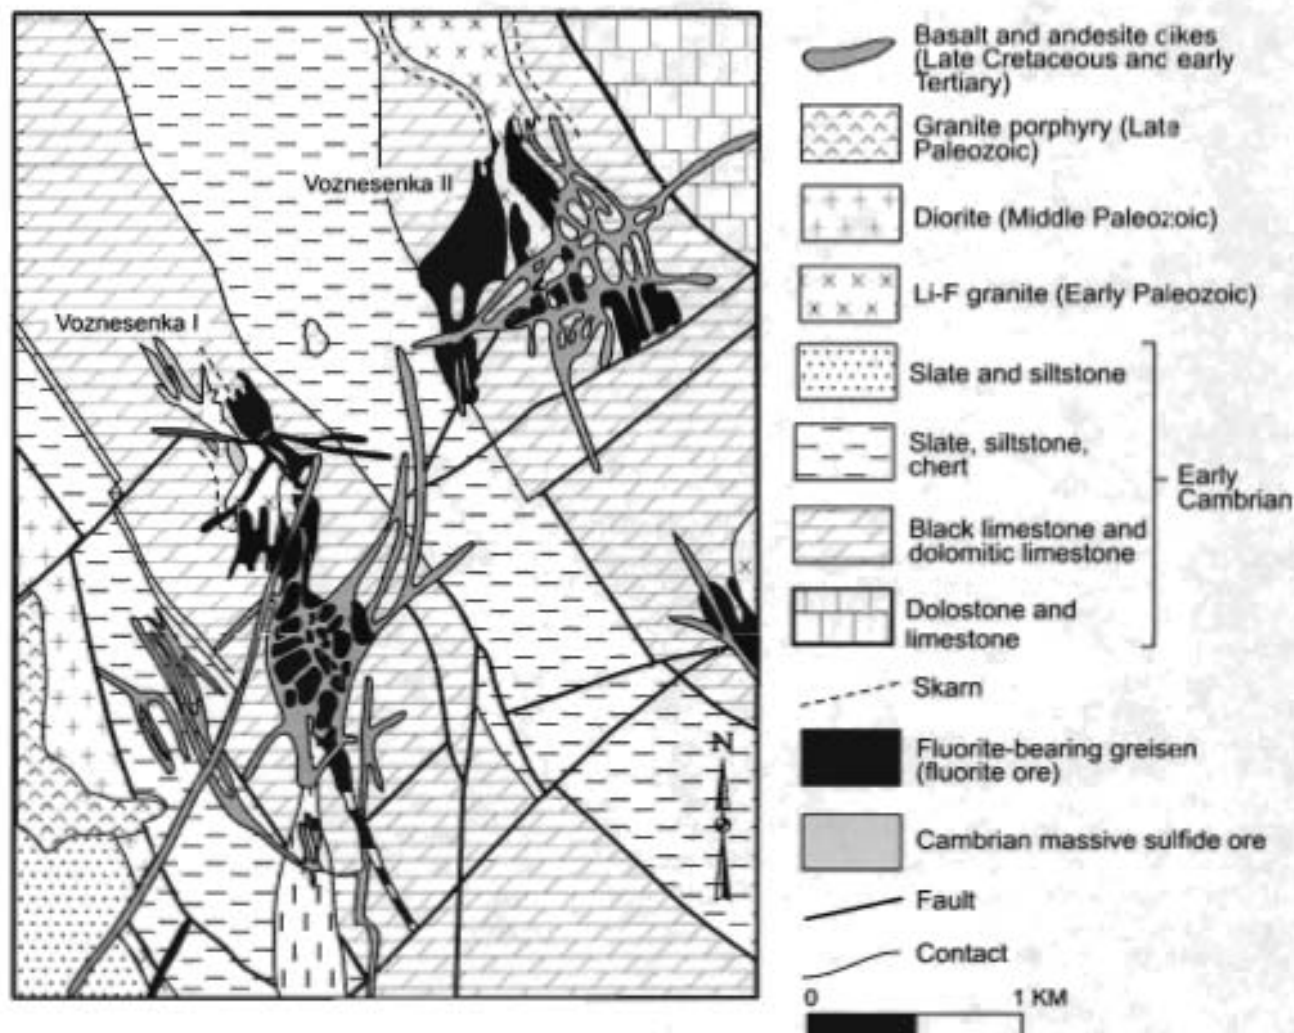 Voznesenka II
Voznesenka I
N
Basalt and andesite dikes
(Late Cretaceous and early
Tertiary)
Granite porphyry (Late
Paleozoic)
Diorite (Middle Paleozoic)
Li-F granite (Early Paleozoic)
Slate and siltstone
Slate, siltstone,
chert
Black limestone and
dolomitic limestone
Dolostone and
limestone
Early
Cambrian
Skarn
Fluorite-bearing greisen
(fluorite ore)
Cambrian massive sulfide ore
Fault
Contact
0 1 KM